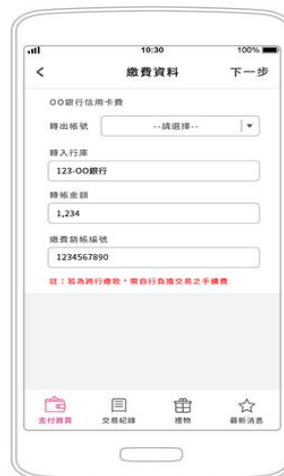 10:30 100%
< 繳費資料 下一步
OO銀行信用卡費
轉出帳號 --請選擇--
轉入行庫
123-OO銀行
轉帳金額
1,234
繳費銷帳編號
1234567890
註：若為跨行繳款，需自行負擔交易之手續費
支付首頁 交易紀錄 禮物 最新消息